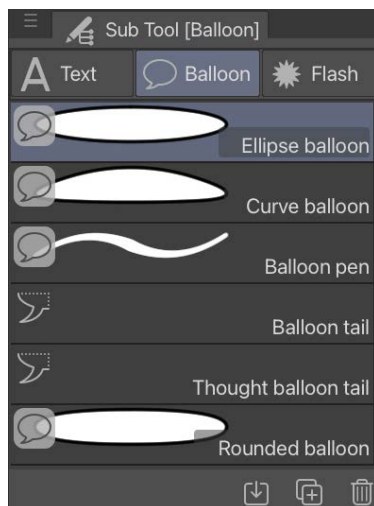 Sub Tool [Balloon]
Text Balloon Flash
Ellipse balloon
Curve balloon
Balloon pen
Balloon tail
Thought balloon tail
Rounded balloon